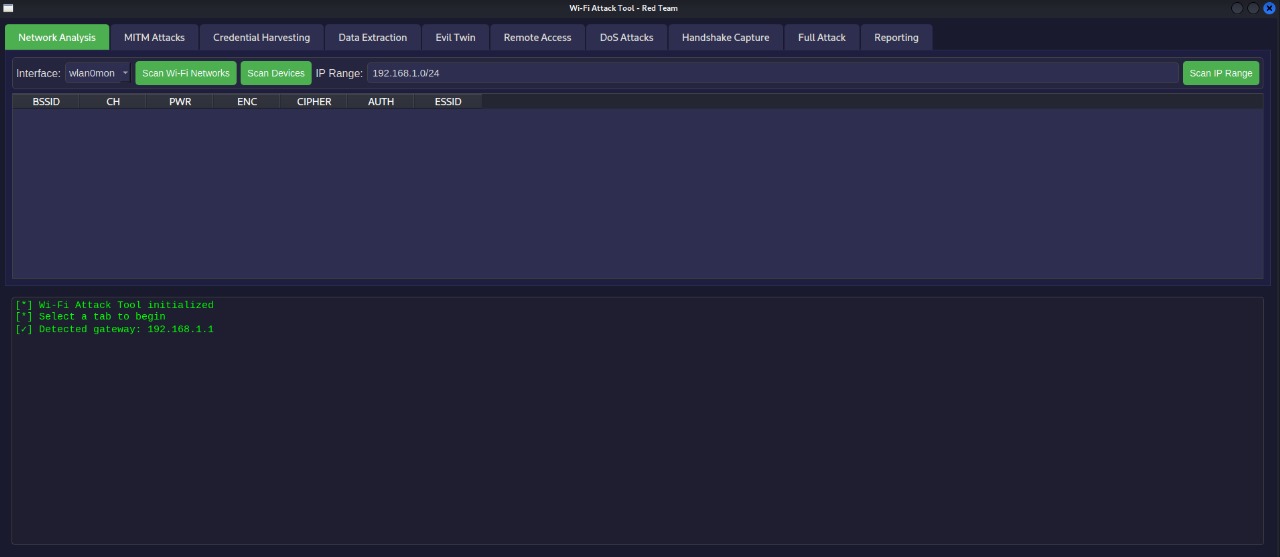 Wi-Fi Attack Tool - Red Team
Network Analysis MITM Attacks Credential Harvesting Data Extraction Evil Twin Remote Access DoS Attacks Handshake Capture Full Attack Reporting
Interface: wlan0mon Scan Wi-Fi Networks Scan Devices IP Range: 192.168.1.0/24 Scan IP Range
BSSID CH PWR ENC CIPHER AUTH ESSID
[*] Wi-Fi Attack Tool initialized
[*] Select a tab to begin
[✓] Detected gateway: 192.168.1.1